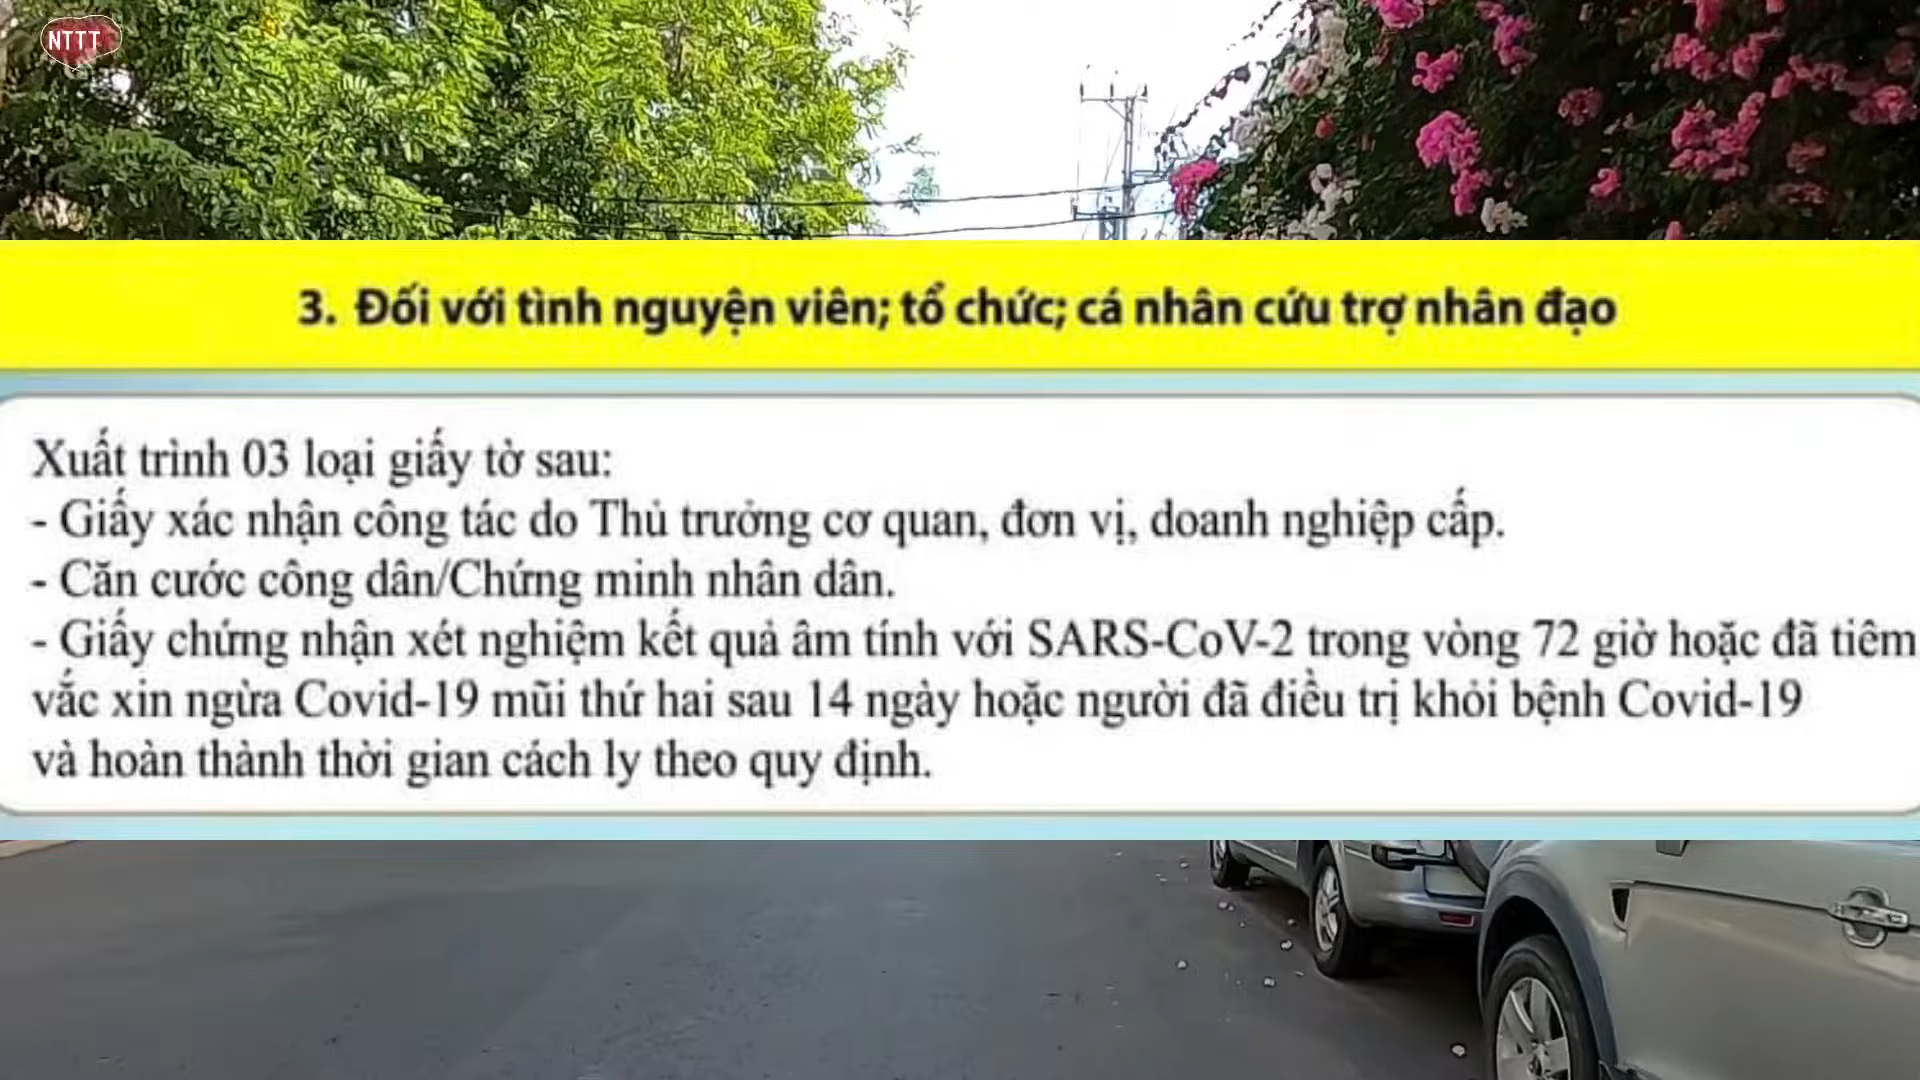 NTTT
3. Đối với tình nguyện viên; tổ chức; cá nhân cứu trợ nhân đạo
Xuất trình 03 loại giấy tờ sau:
- Giấy xác nhận công tác do Thủ trưởng cơ quan, đơn vị, doanh nghiệp cấp.
- Căn cước công dân/Chứng minh nhân dân.
- Giấy chứng nhận xét nghiệm kết quả âm tính với SARS-CoV-2 trong vòng 72 giờ hoặc đã tiêm
vắc xin ngừa Covid-19 mũi thứ hai sau 14 ngày hoặc người đã điều trị khỏi bệnh Covid-19
và hoàn thành thời gian cách ly theo quy định.